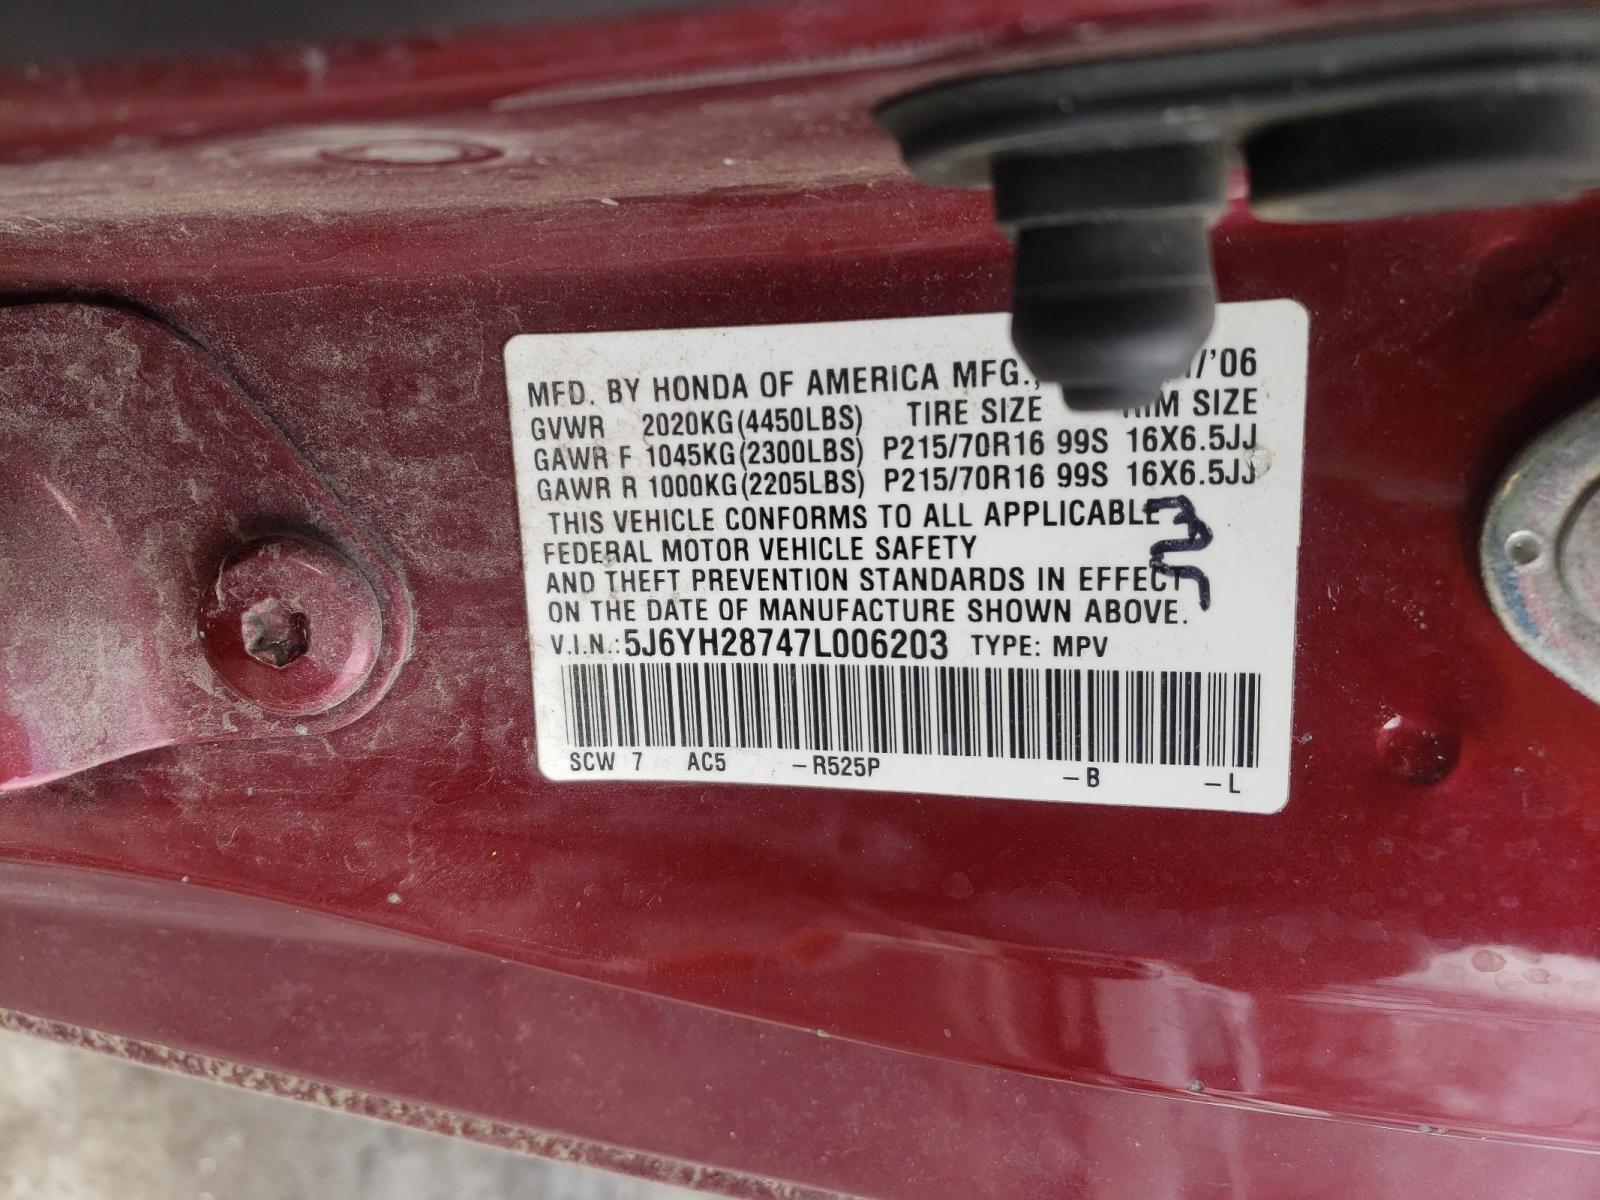 MFD. BY HONDA OF AMERICA MFG., /'06
GVWR 2020KG(4450LBS) TIRE SIZE RIM SIZE
GAWR F 1045KG(2300LBS) P215/70R16 99S 16X6.5JJ
GAWR R 1000KG(2205LBS) P215/70R16 99S 16X6.5JJ
THIS VEHICLE CONFORMS TO ALL APPLICABLE
FEDERAL MOTOR VEHICLE SAFETY
AND THEFT PREVENTION STANDARDS IN EFFECT
ON THE DATE OF MANUFACTURE SHOWN ABOVE.
V.I.N.:5J6YH28747L006203 TYPE: MPV
SCW 7 AC5 -R525P -B -L